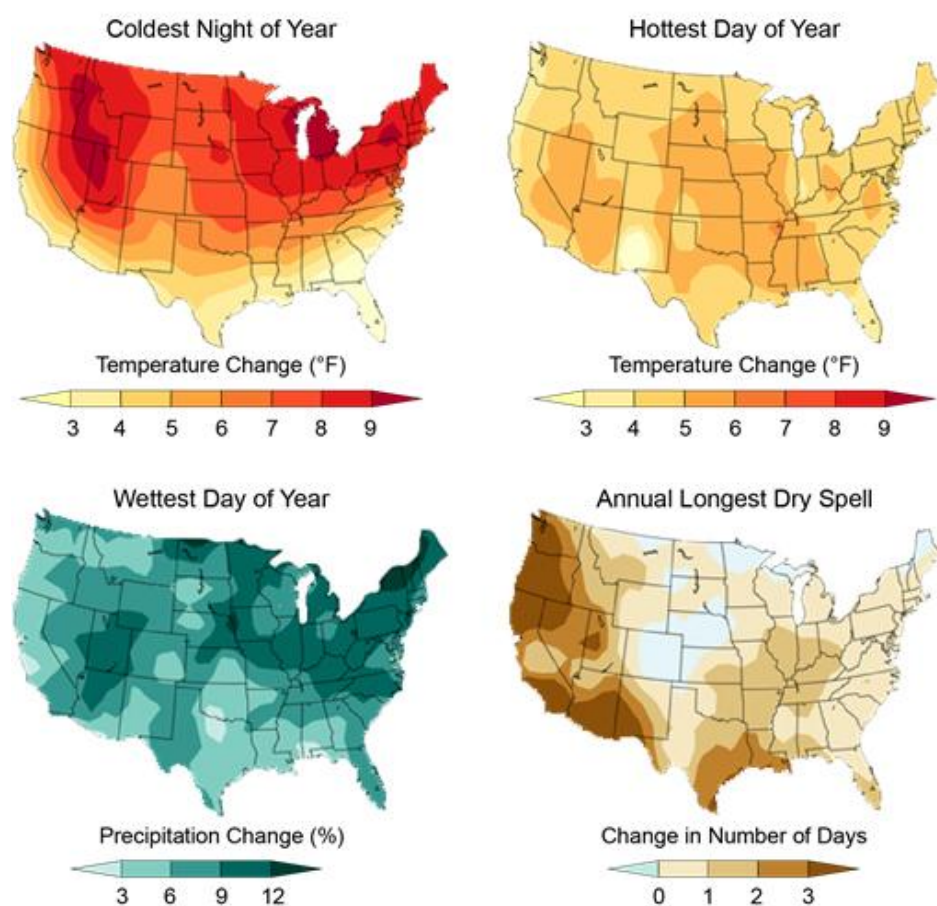 Coldest Night of Year
Hottest Day of Year
Temperature Change (°F)
3 4 5 6 7 8 9
Temperature Change (°F)
3 4 5 6 7 8 9
Wettest Day of Year
Annual Longest Dry Spell
Precipitation Change (%)
3 6 9 12
Change in Number of Days
0 1 2 3